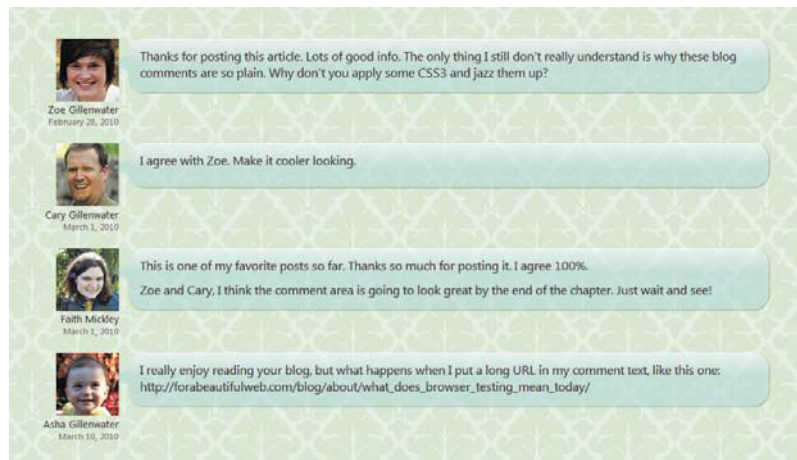 Thanks for posting this article. Lots of good info. The only thing I still don't really understand is why these blog
comments are so plain. Why don't you apply some CSS3 and jazz them up?
Zoe Gillenwater
February 28, 2010
I agree with Zoe. Make it cooler looking.
Cary Gillenwater
March 1, 2010
This is one of my favorite posts so far. Thanks so much for posting it. I agree 100%.
Zoe and Cary, I think the comment area is going to look great by the end of the chapter. Just wait and see!
Faith Mickley
March 1, 2010
I really enjoy reading your blog, but what happens when I put a long URL in my comment text, like this one:
http://forabeautifulweb.com/blog/about/what_does_browser_testing_mean_today/
Asha Gillenwater
March 10, 2010